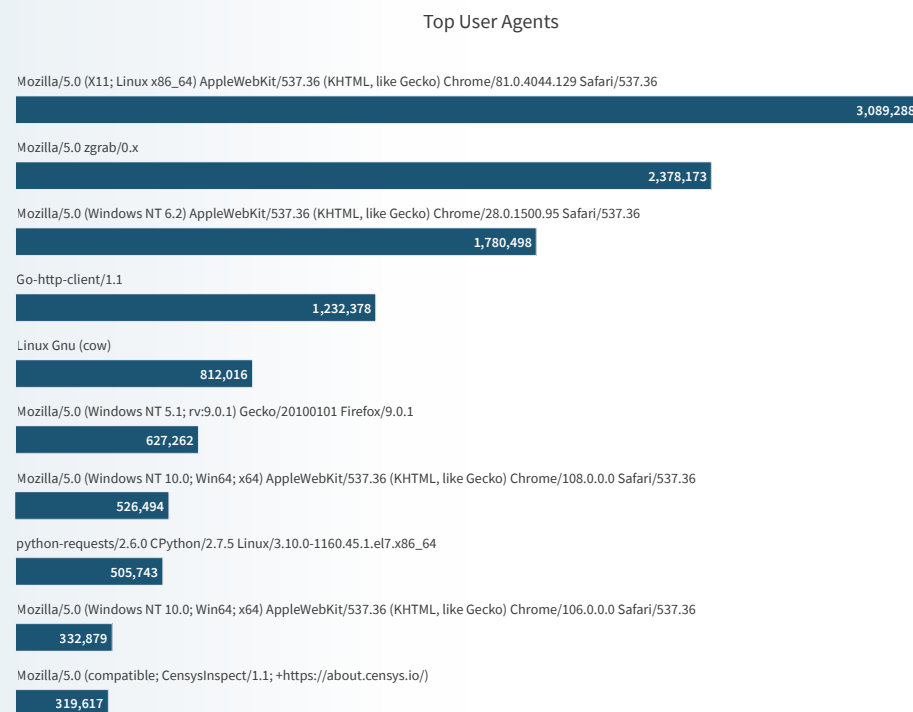 Top User Agents
Mozilla/5.0 (X11; Linux x86_64) AppleWebKit/537.36 (KHTML, like Gecko) Chrome/81.0.4044.129 Safari/537.36
3,089,288
Mozilla/5.0 zgrab/0.x
2,378,173
Mozilla/5.0 (Windows NT 6.2) AppleWebKit/537.36 (KHTML, like Gecko) Chrome/28.0.1500.95 Safari/537.36
1,780,498
Go-http-client/1.1
1,232,378
Linux Gnu (cow)
812,016
Mozilla/5.0 (Windows NT 5.1; rv:9.0.1) Gecko/20100101 Firefox/9.0.1
627,262
Mozilla/5.0 (Windows NT 10.0; Win64; x64) AppleWebKit/537.36 (KHTML, like Gecko) Chrome/108.0.0.0 Safari/537.36
526,494
python-requests/2.6.0 CPython/2.7.5 Linux/3.10.0-1160.45.1.el7.x86_64
505,743
Mozilla/5.0 (Windows NT 10.0; Win64; x64) AppleWebKit/537.36 (KHTML, like Gecko) Chrome/106.0.0.0 Safari/537.36
332,879
Mozilla/5.0 (compatible; CensysInspect/1.1; +https://about.censys.io/)
319,617